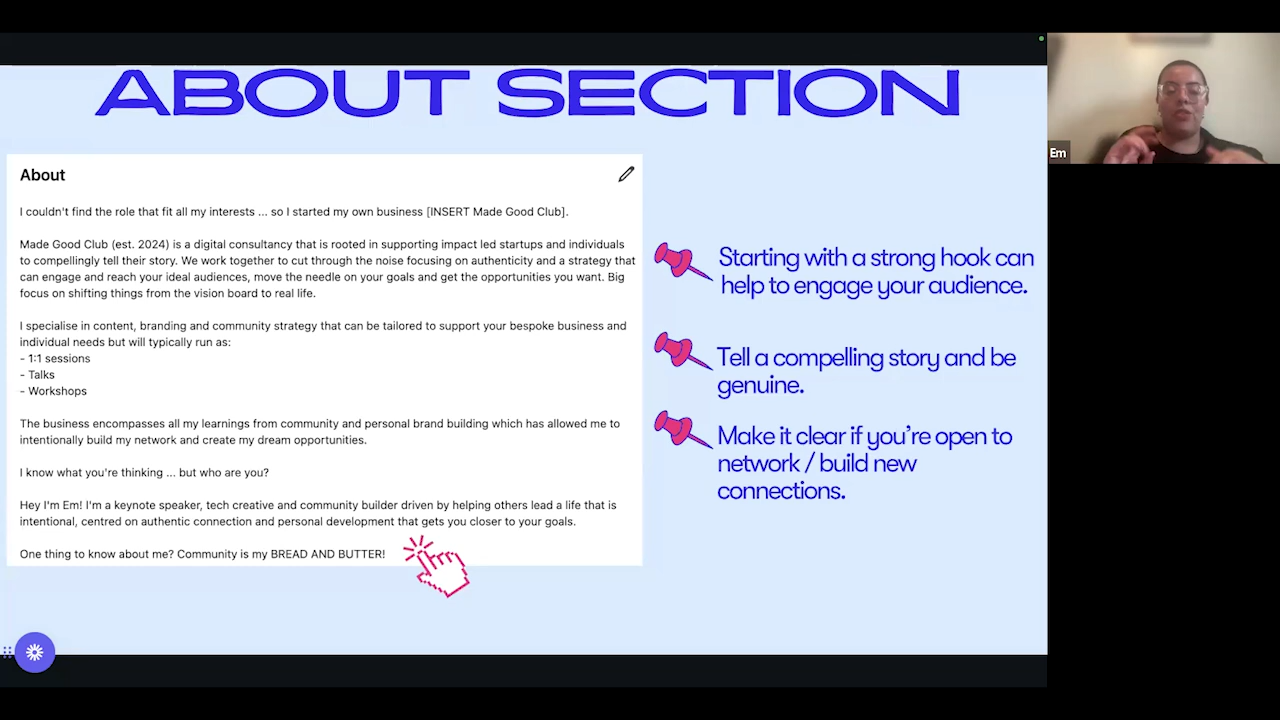 ABOUT SECTION
About
I couldn't find the role that fit all my interests ... so I started my own business [INSERT Made Good Club].
Made Good Club (est. 2024) is a digital consultancy that is rooted in supporting impact led startups and individuals
to compellingly tell their story. We work together to cut through the noise focusing on authenticity and a strategy that
can engage and reach your ideal audiences, move the needle on your goals and get the opportunities you want. Big
focus on shifting things from the vision board to real life.
I specialise in content, branding and community strategy that can be tailored to support your bespoke business and
individual needs but will typically run as:
- 1:1 sessions
- Talks
- Workshops
The business encompasses all my learnings from community and personal brand building which has allowed me to
intentionally build my network and create my dream opportunities.
I know what you're thinking ... but who are you?
Hey I'm Em! I'm a keynote speaker, tech creative and community builder driven by helping others lead a life that is
intentional, centred on authentic connection and personal development that gets you closer to your goals.
One thing to know about me? Community is my BREAD AND BUTTER!
Starting with a strong hook can
help to engage your audience.
Tell a compelling story and be
genuine.
Make it clear if you're open to
network / build new
connections.
Em